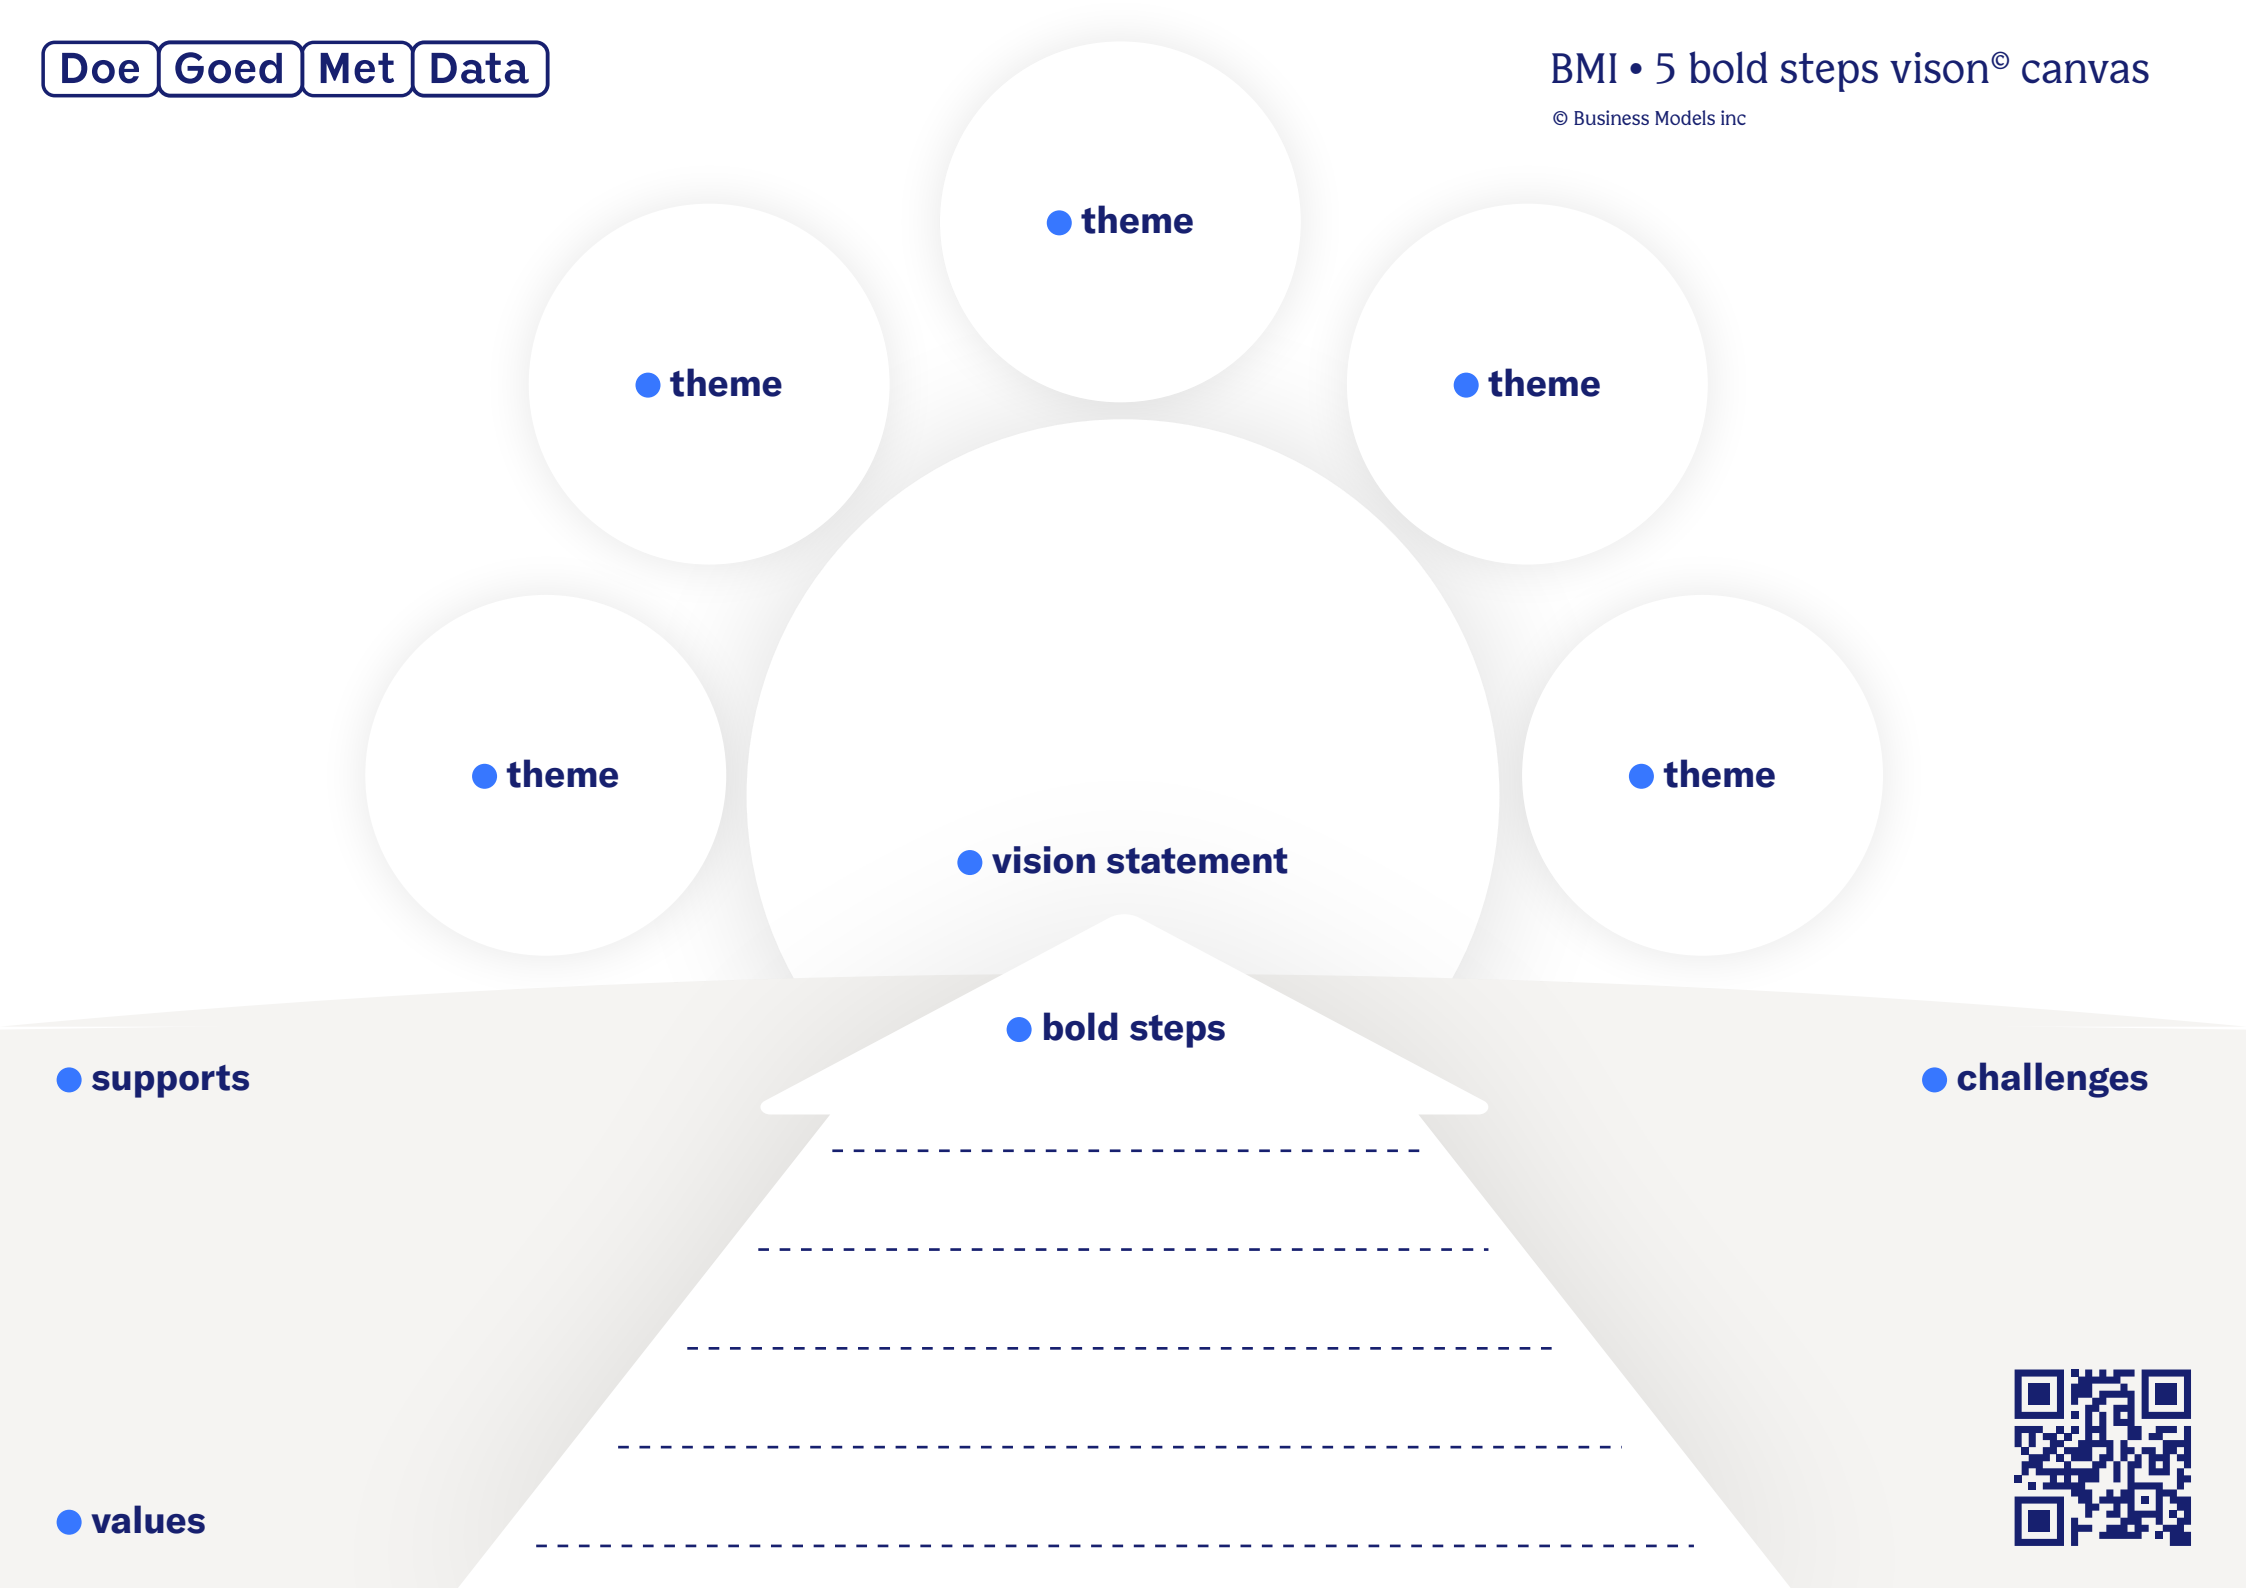 Doe Goed Met Data
BMI • 5 bold steps vison© canvas
© Business Models inc
theme
theme
theme
theme
theme
vision statement
bold steps
supports
challenges
values